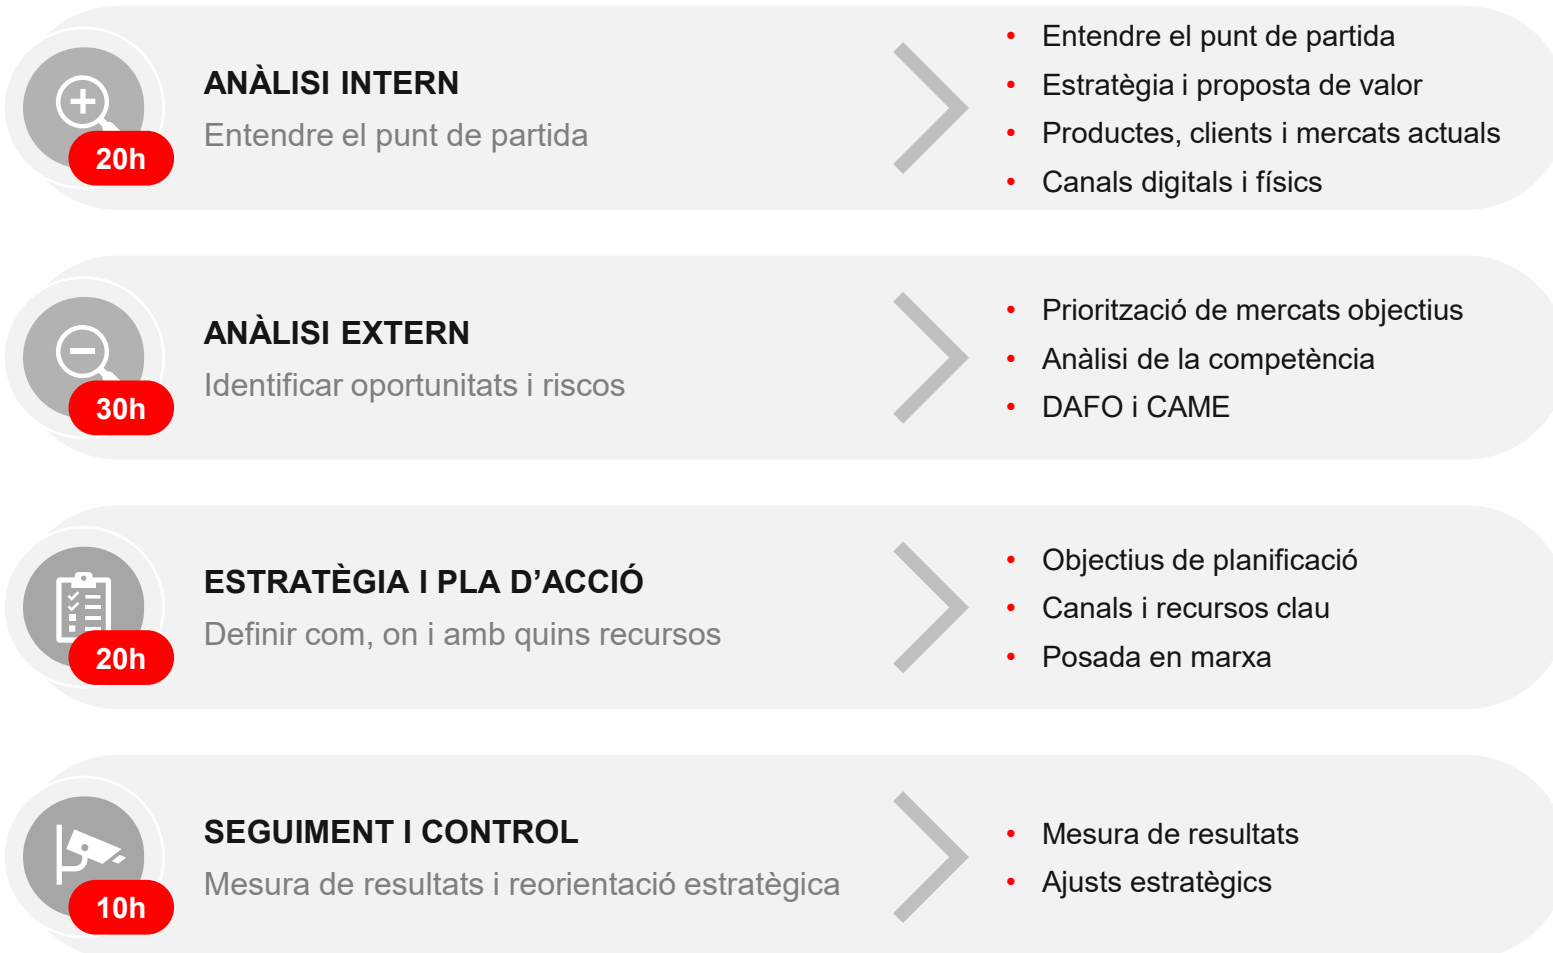 ANÀLISI INTERN
Entendre el punt de partida
20h
• Entendre el punt de partida
• Estratègia i proposta de valor
• Productes, clients i mercats actuals
• Canals digitals i físics
ANÀLISI EXTERN
Identificar oportunitats i riscos
30h
• Priorització de mercats objectius
• Anàlisi de la competència
• DAFO i CAME
ESTRATÈGIA I PLA D’ACCIÓ
Definir com, on i amb quins recursos
20h
• Objectius de planificació
• Canals i recursos clau
• Posada en marxa
SEGUIMENT I CONTROL
Mesura de resultats i reorientació estratègica
10h
• Mesura de resultats
• Ajusts estratègics